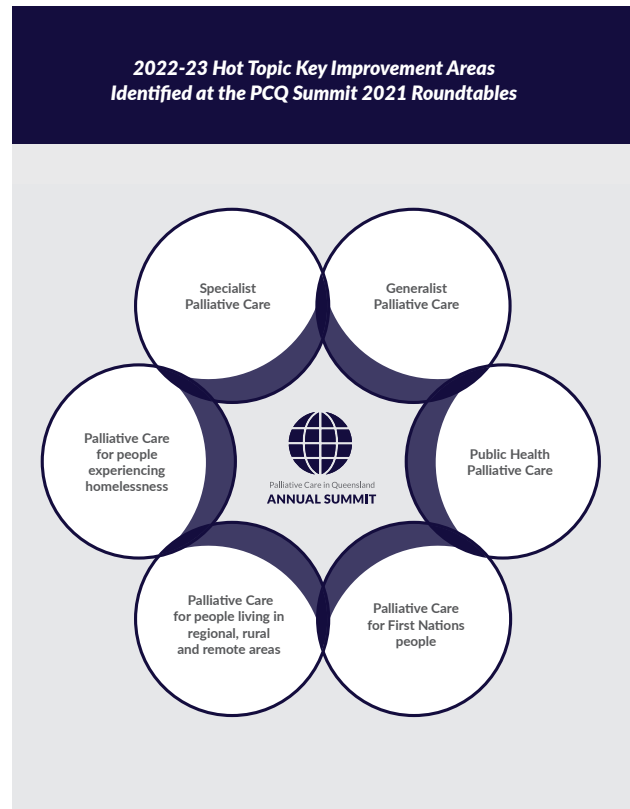 2022-23 Hot Topic Key Improvement Areas
Identified at the PCQ Summit 2021 Roundtables
Specialist
Palliative Care
Generalist
Palliative Care
Palliative Care
for people
experiencing
homelessness
Palliative Care in Queensland
ANNUAL SUMMIT
Public Health
Palliative Care
Palliative Care
for people living in
regional, rural
and remote areas
Palliative Care
for First Nations
people